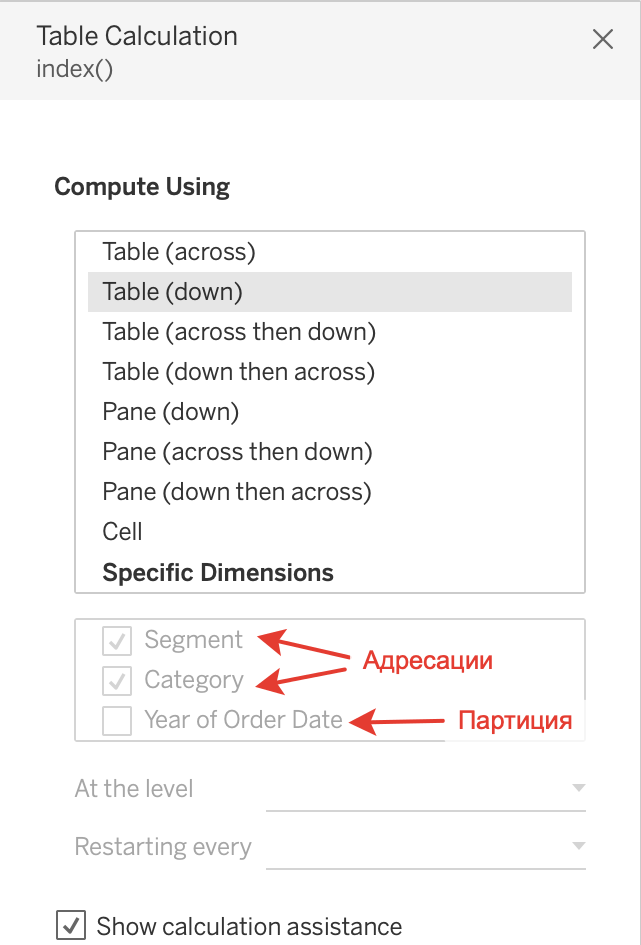 Table Calculation
index()
Compute Using
Table (across)
Table (down)
Table (across then down)
Table (down then across)
Pane (down)
Pane (across then down)
Pane (down then across)
Cell
Specific Dimensions
Segment
Адресации
Category
Year of Order Date
Партиция
At the level
Restarting every
Show calculation assistance